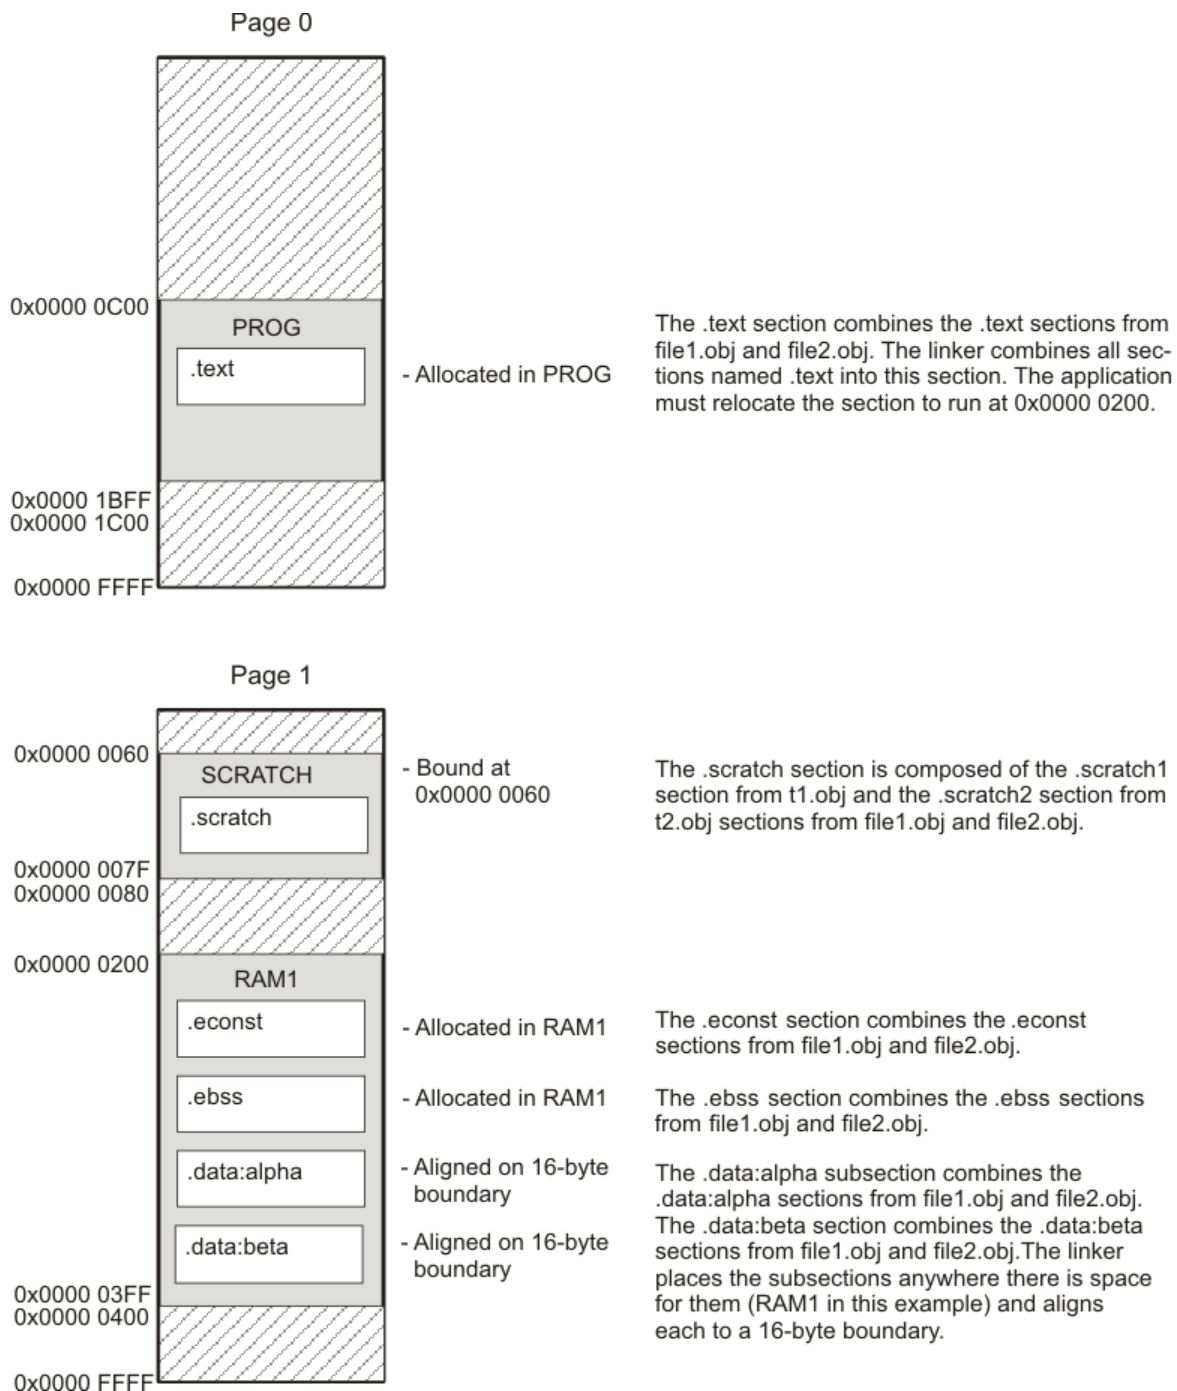 Page 0
0x0000 0C00
PROG
.text
- Allocated in PROG
The .text section combines the .text sections from
file1.obj and file2.obj. The linker combines all sec-
tions named .text into this section. The application
must relocate the section to run at 0x0000 0200.
0x0000 1BFF
0x0000 1C00
0x0000 FFFF
Page 1
0x0000 0060
SCRATCH
.scratch
- Bound at
0x0000 0060
The .scratch section is composed of the .scratch1
section from t1.obj and the .scratch2 section from
t2.obj sections from file1.obj and file2.obj.
0x0000 007F
0x0000 0080
0x0000 0200
RAM1
.econst
- Allocated in RAM1
The .econst section combines the .econst
sections from file1.obj and file2.obj.
.ebss
- Allocated in RAM1
The .ebss section combines the .ebss sections
from file1.obj and file2.obj.
.data:alpha
- Aligned on 16-byte
boundary
The .data:alpha subsection combines the
.data:alpha sections from file1.obj and file2.obj.
The .data:beta section combines the .data:beta
sections from file1.obj and file2.obj.The linker
places the subsections anywhere there is space
for them (RAM1 in this example) and aligns
each to a 16-byte boundary.
.data:beta
- Aligned on 16-byte
boundary
0x0000 03FF
0x0000 0400
0x0000 FFFF